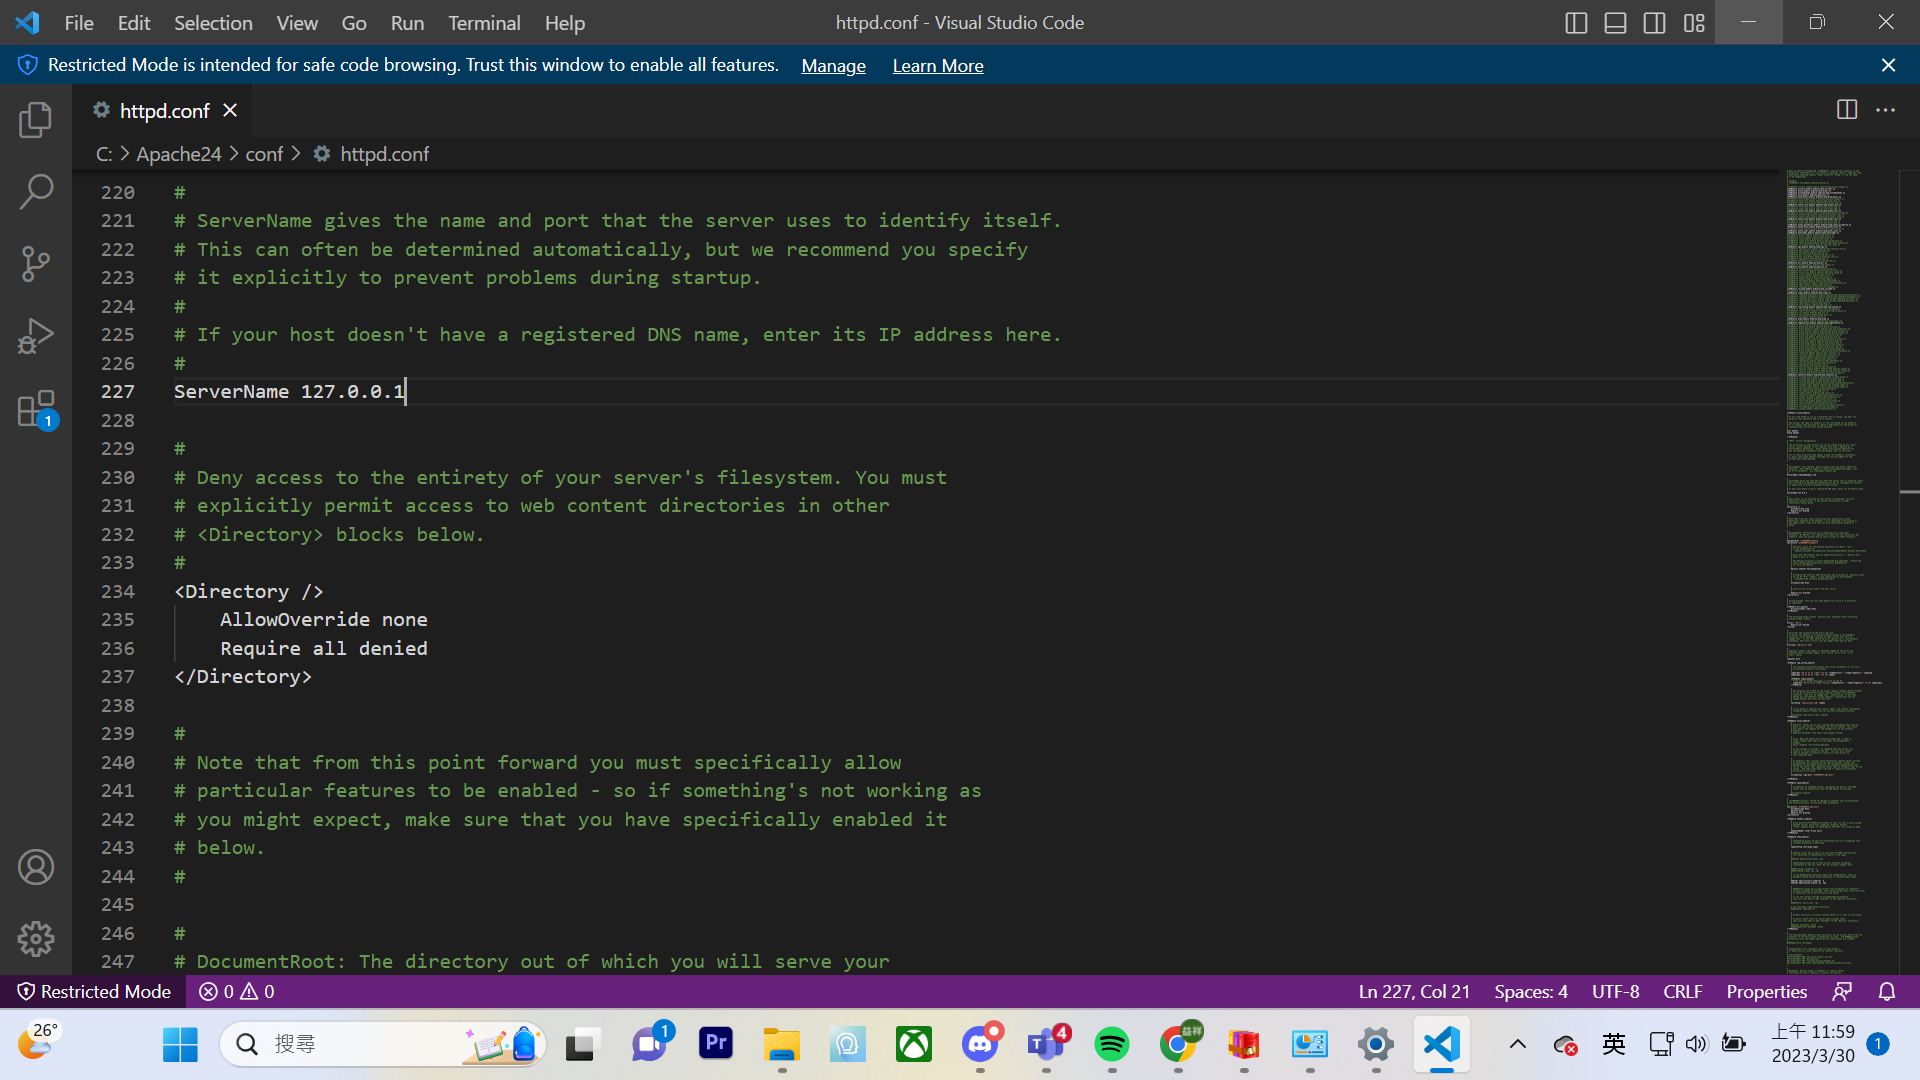 File Edit Selection View Go Run Terminal Help
httpd.conf - Visual Studio Code
Restricted Mode is intended for safe code browsing. Trust this window to enable all features. Manage Learn More
httpd.conf
C: > Apache24 > conf > httpd.conf
220 #
221 # ServerName gives the name and port that the server uses to identify itself.
222 # This can often be determined automatically, but we recommend you specify
223 # it explicitly to prevent problems during startup.
224 #
225 # If your host doesn't have a registered DNS name, enter its IP address here.
226 #
227 ServerName 127.0.0.1
228
229 #
230 # Deny access to the entirety of your server's filesystem. You must
231 # explicitly permit access to web content directories in other
232 # <Directory> blocks below.
233 #
234 <Directory />
235     AllowOverride none
236     Require all denied
237 </Directory>
238
239 #
240 # Note that from this point forward you must specifically allow
241 # particular features to be enabled - so if something's not working as
242 # you might expect, make sure that you have specifically enabled it
243 # below.
244 #
245
246 #
247 # DocumentRoot: The directory out of which you will serve your
1
Restricted Mode 0 0 Ln 227, Col 21 Spaces: 4 UTF-8 CRLF Properties
26°
搜尋
1
Pr
4
益祥
英
上午 11:59
2023/3/30
1